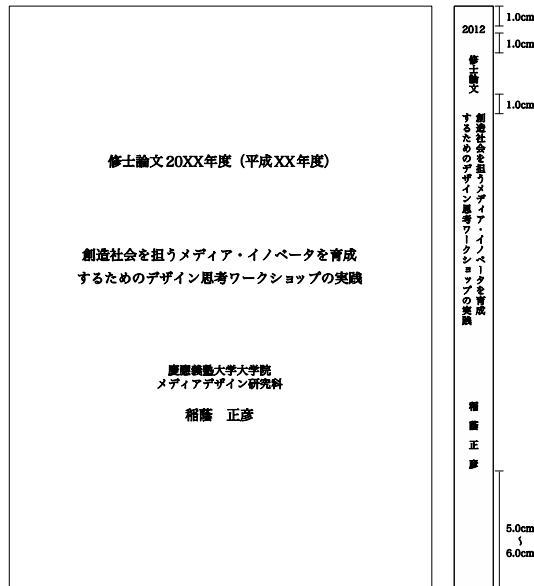 修士論文 20XX年度（平成XX年度）
創造社会を担うメディア・イノベータを育成
するためのデザイン思考ワークショップの実践
慶應義塾大学大学院
メディアデザイン研究科
稲蔭　正彦
2012
修士論文
創造社会を担うメディア・イノベータを育成
するためのデザイン思考ワークショップの実践
稲蔭正彦
1.0cm
1.0cm
1.0cm
5.0cm
〜
6.0cm